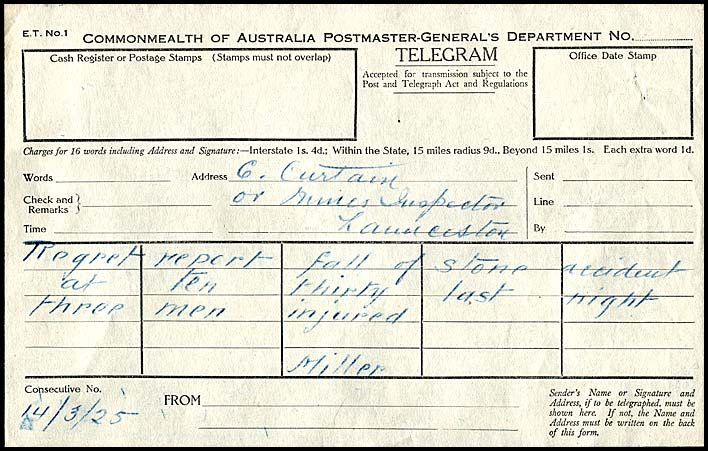 E.T. No.1 COMMONWEALTH OF AUSTRALIA POSTMASTER-GENERAL'S DEPARTMENT No.
Cash Register or Postage Stamps (Stamps must not overlap)
TELEGRAM
Accepted for transmission subject to the
Post and Telegraph Act and Regulations
Office Date Stamp
Charges for 16 words including Address and Signature:—Interstate 1s. 4d.; Within the State, 15 miles radius 9d., Beyond 15 miles 1s. Each extra word 1d.
Words Address C. Curtain Sent
Check and
Remarks } or Mines Inspector Line
Time Launceston By
Regret report fall of stone accident
at ten thirty last night
three men injured
Miller
Consecutive No.
14/3/25
FROM
Sender's Name or Signature and
Address, if to be telegraphed, must be
shown here. If not, the Name and
Address must be written on the back
of this form.